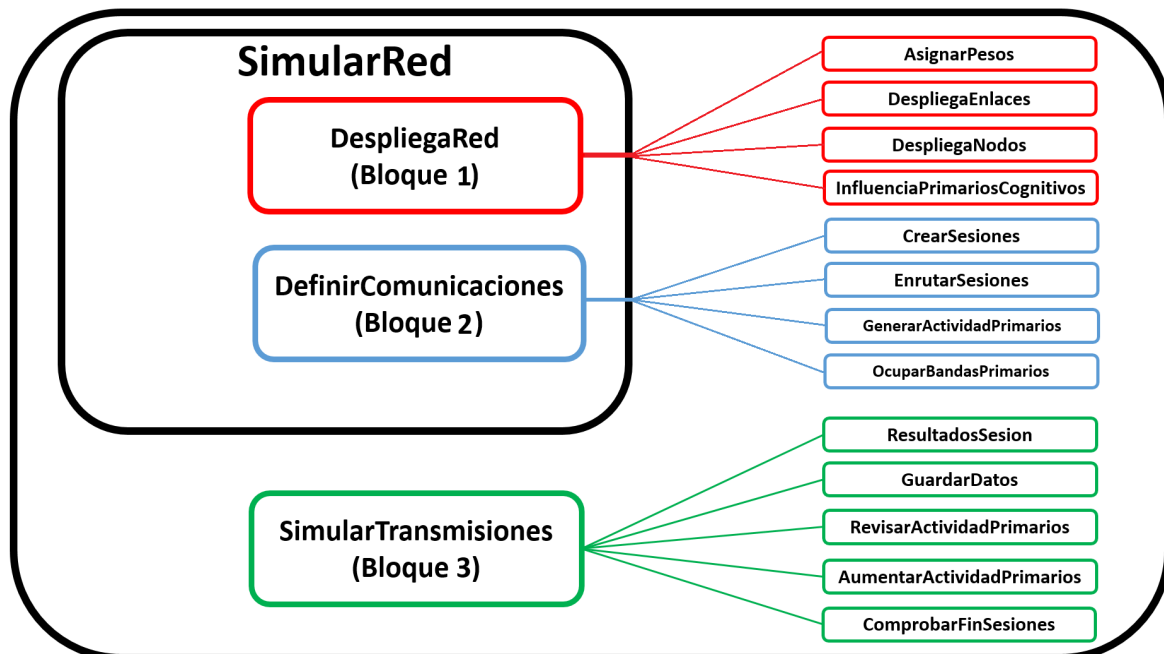 SimularRed
DespliegaRed
(Bloque 1)
AsignarPesos
DespliegaEnlaces
DespliegaNodos
InfluenciaPrimariosCognitivos
DefinirComunicaciones
(Bloque 2)
CrearSesiones
EnrutarSesiones
GenerarActividadPrimarios
OcuparBandasPrimarios
SimularTransmisiones
(Bloque 3)
ResultadosSesion
GuardarDatos
RevisarActividadPrimarios
AumentarActividadPrimarios
ComprobarFinSesiones